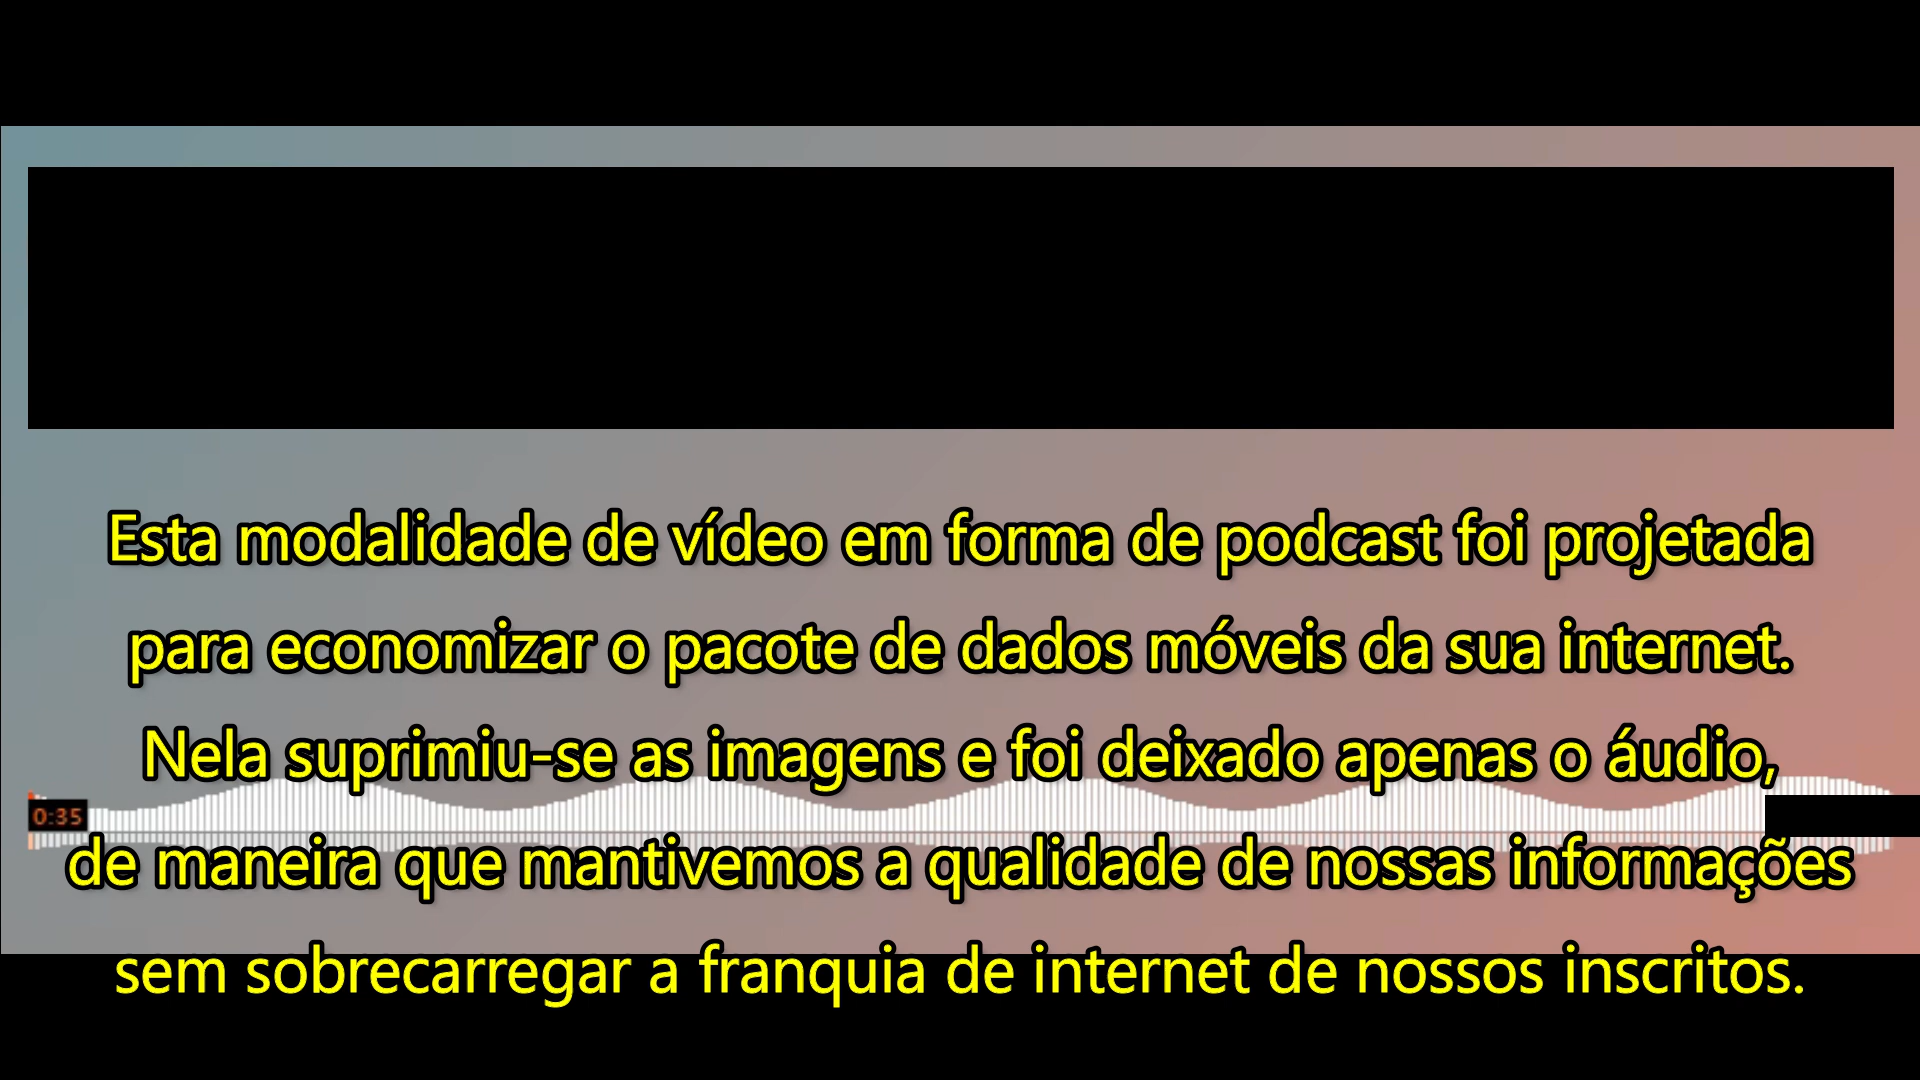 Esta modalidade de vídeo em forma de podcast foi projetada
para economizar o pacote de dados móveis da sua internet.
Nela suprimiu-se as imagens e foi deixado apenas o áudio,
0:35
de maneira que mantivemos a qualidade de nossas informações
sem sobrecarregar a franquia de internet de nossos inscritos.